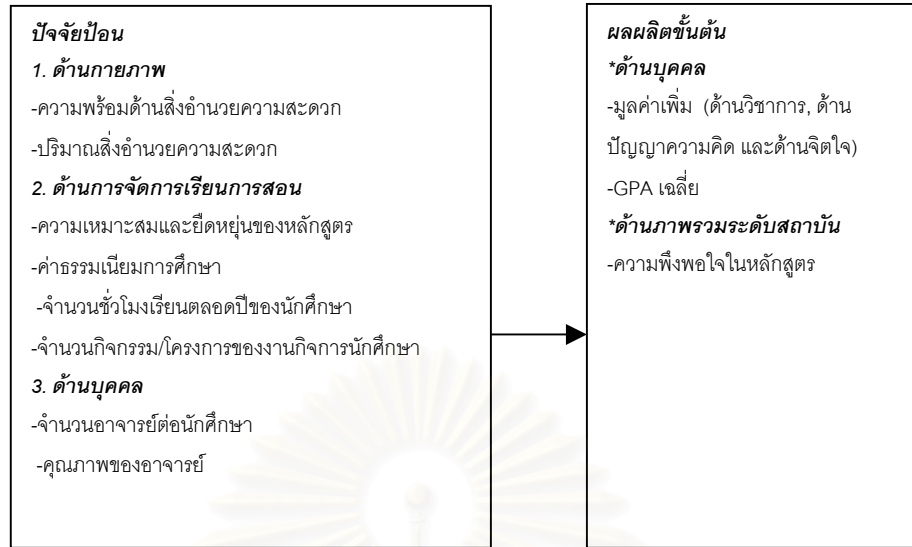 ปัจจัยป้อน
1. ด้านกายภาพ
-ความพร้อมด้านสิ่งอำนวยความสะดวก
-ปริมาณสิ่งอำนวยความสะดวก
2. ด้านการจัดการเรียนการสอน
-ความเหมาะสมและยืดหยุ่นของหลักสูตร
-ค่าธรรมเนียมการศึกษา
-จำนวนชั่วโมงเรียนตลอดปีของนักศึกษา
-จำนวนกิจกรรม/โครงการของงานกิจการนักศึกษา
3. ด้านบุคคล
-จำนวนอาจารย์ต่อนักศึกษา
-คุณภาพของอาจารย์
ผลผลิตขั้นต้น
*ด้านบุคคล
-มูลค่าเพิ่ม (ด้านวิชาการ, ด้าน
ปัญญาความคิด และด้านจิตใจ)
-GPA เฉลี่ย
*ด้านภาพรวมระดับสถาบัน
-ความพึงพอใจในหลักสูตร